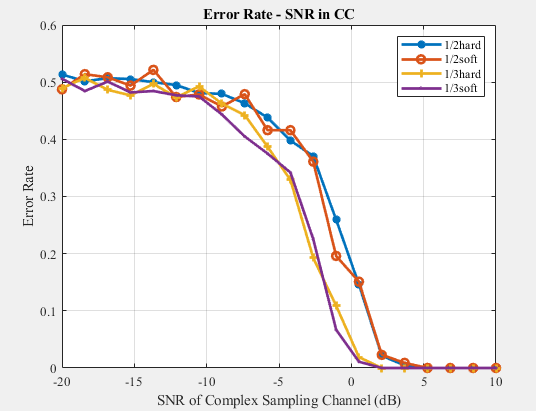 Error Rate - SNR in CC
1/2hard
1/2soft
1/3hard
1/3soft
0.6
0.5
0.4
0.3
0.2
0.1
0
Error Rate
-20
-15
-10
-5
0
5
10
SNR of Complex Sampling Channel (dB)